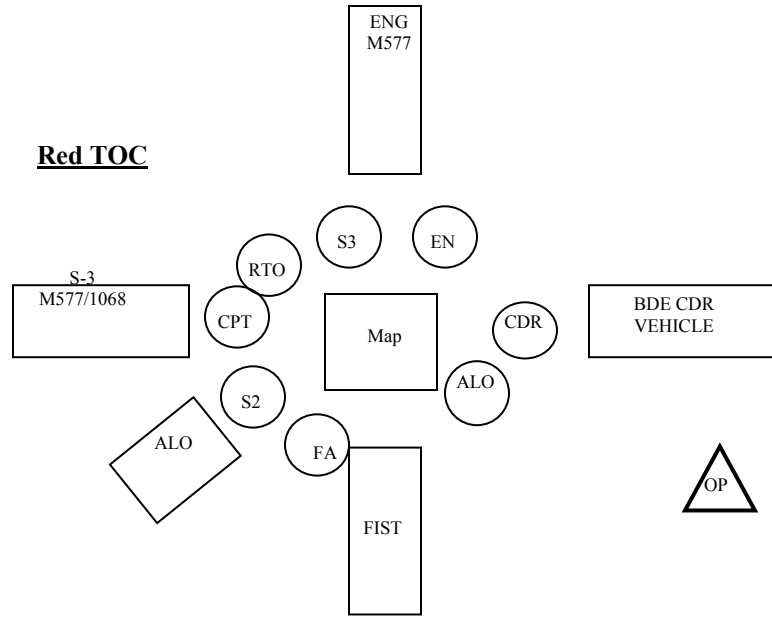 ENG
M577
Red TOC
S3
EN
RTO
S-3
M577/1068
CPT
Map
CDR
BDE CDR
VEHICLE
ALO
S2
ALO
FA
OP
FIST